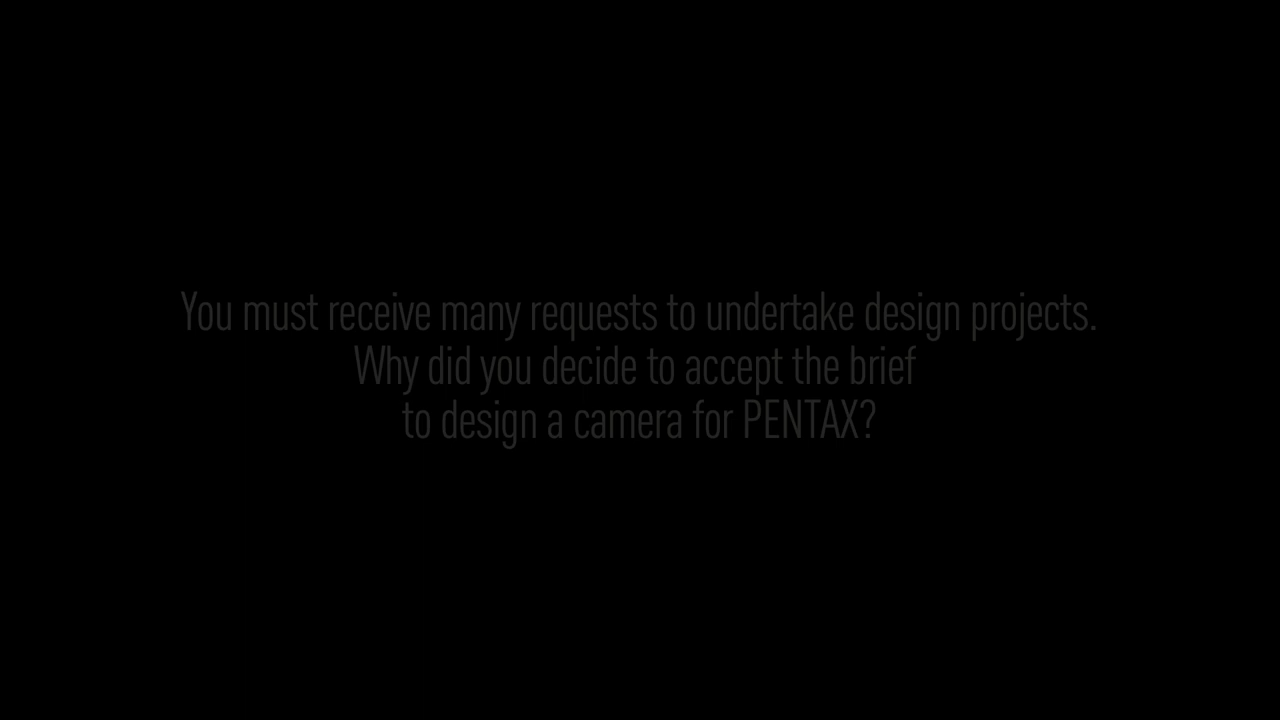 You must receive many requests to undertake design projects.
Why did you decide to accept the brief
to design a camera for PENTAX?